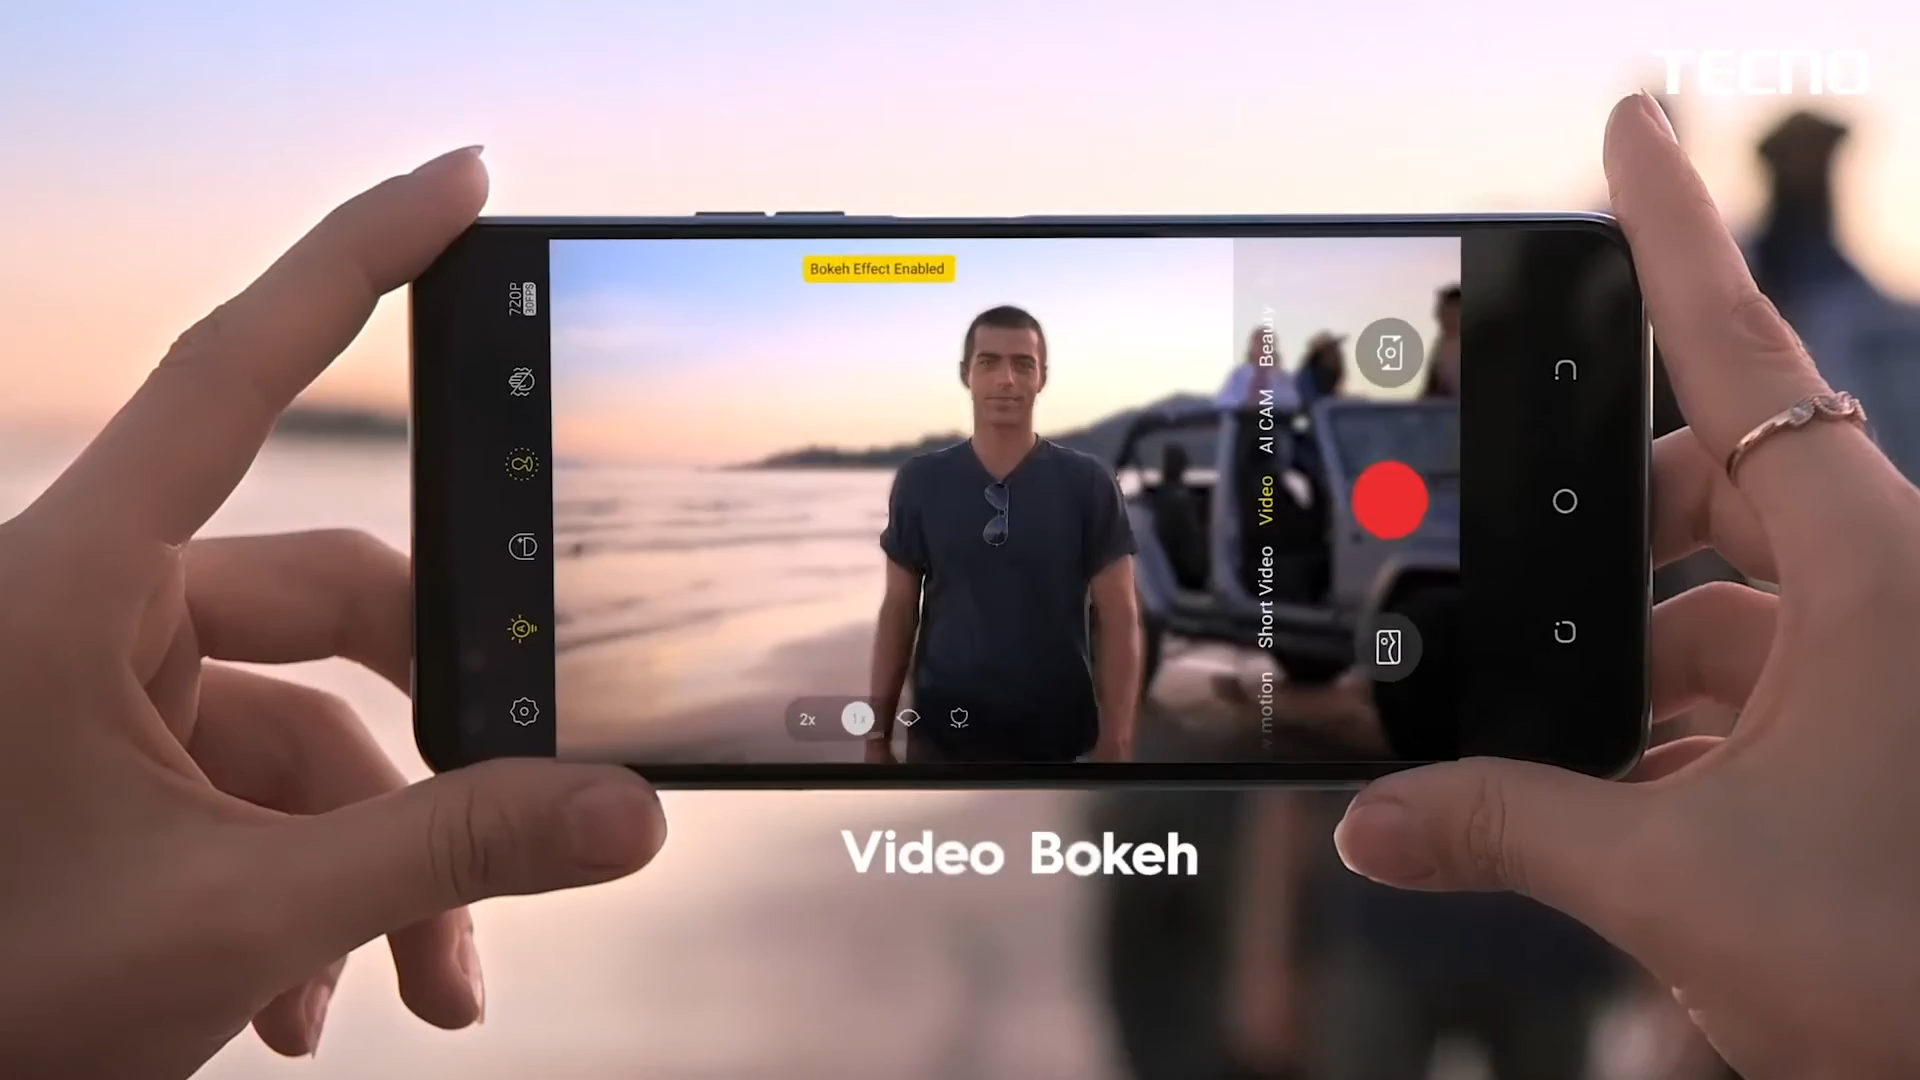 TECNO
Bokeh Effect Enabled
720P
30FPS
Beauty
AI CAM
Video
Short Video
motion
2x
1x
Video Bokeh